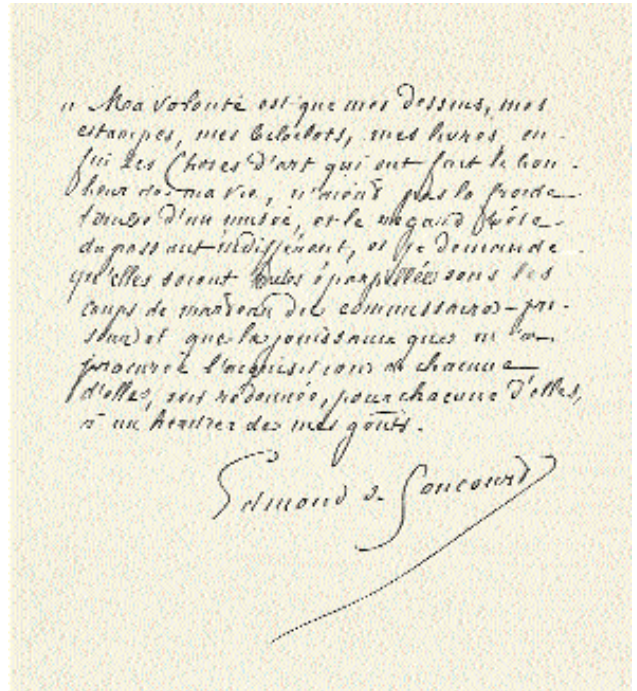 " Ma volonté est que mes dessins, mes
estampes, mes bibelots, mes livres, en-
fin les Choses d'art qui ont fait le bon-
heur de ma vie, n'aient pas la froide
tombe d'un musée, et le regard bête
du passant indifférent, et je demande
qu'elles soient toutes éparpillées sous les
coups de marteau des commissaires-pri-
seurs et que la jouissance que m'a
procurée l'acquisition de chacune
d'elles, soit redonnée, pour chacune d'elles,
à un héritier de mes goûts.
Edmond de Goncourt